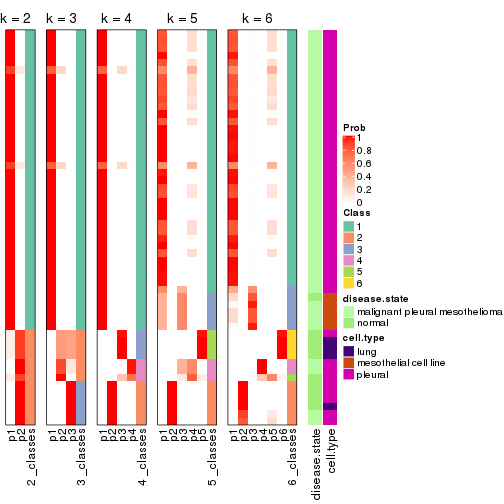 k = 2 k = 3 k = 4 k = 5 k = 6
Prob
1
0.8
0.6
0.4
0.2
0
Class
1
2
3
4
5
6
disease.state
malignant pleural mesothelioma
normal
cell.type
lung
mesothelial cell line
pleural
p1
p2
2_classes
p1
p2
p3
3_classes
p1
p2
p3
p4
4_classes
p1
p2
p3
p4
p5
5_classes
p1
p2
p3
p4
p5
p6
6_classes
disease.state
cell.type